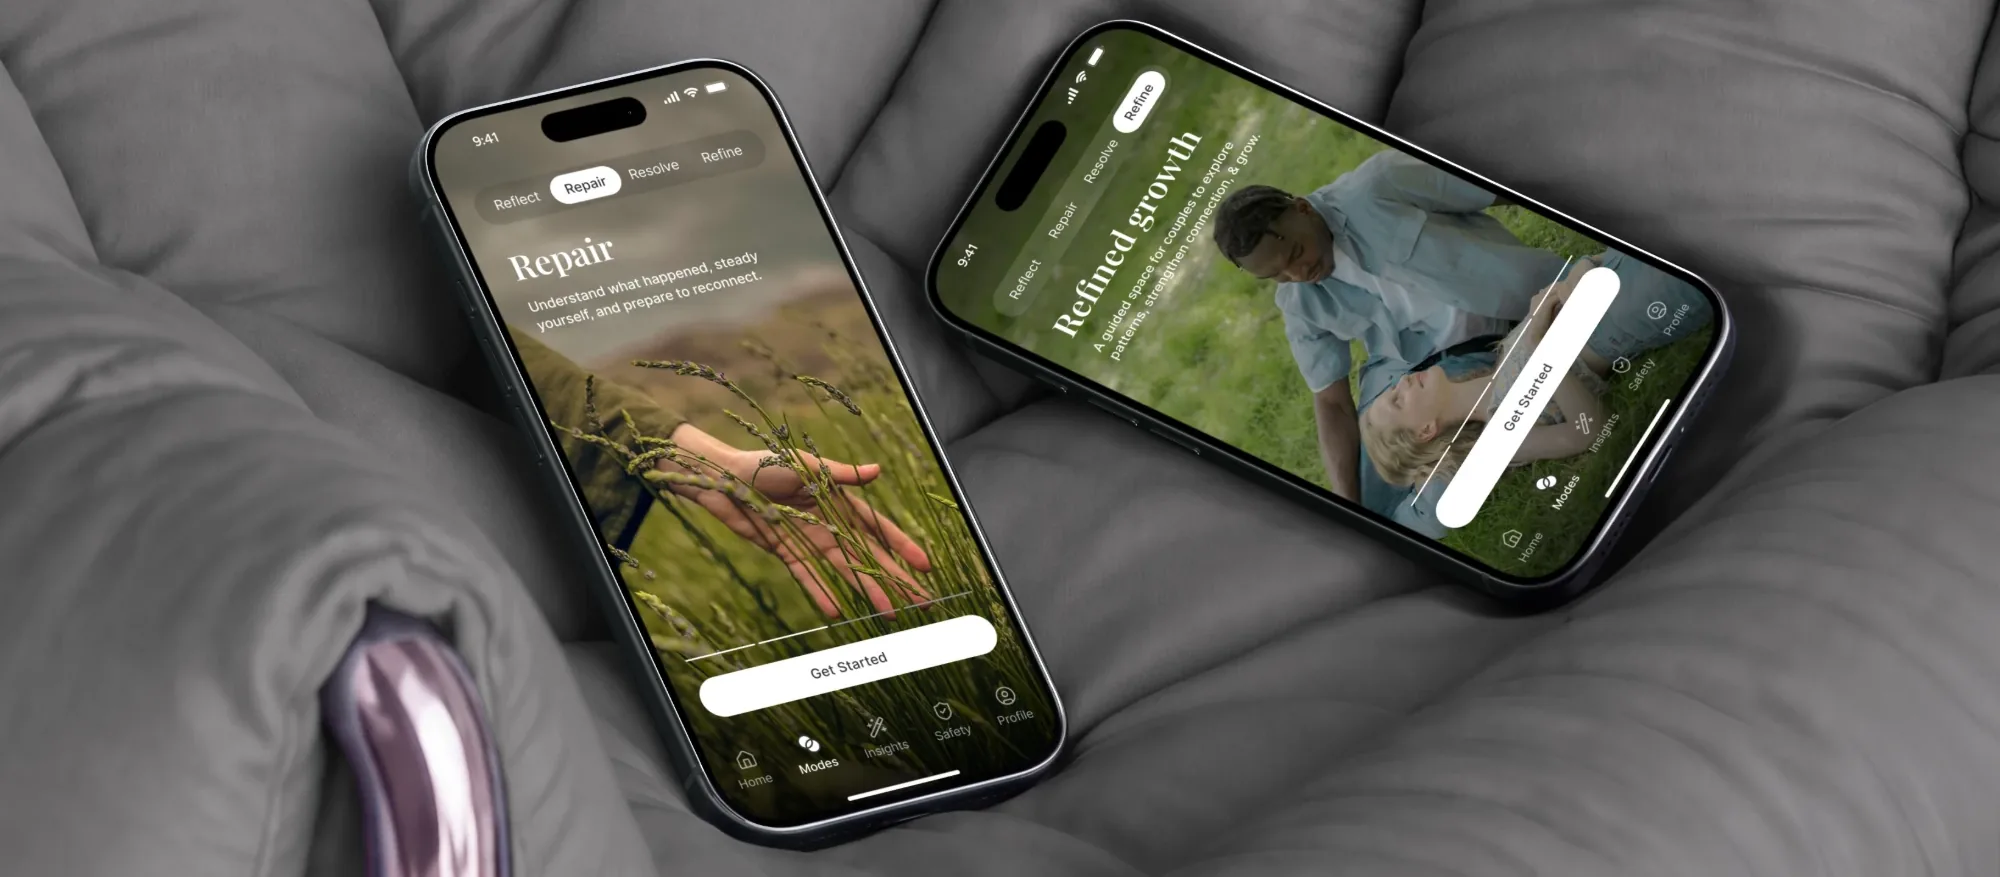 9:41
Reflect Repair Resolve Refine
Repair
Understand what happened, steady
yourself, and prepare to reconnect.
Get Started
Home Modes Insights Safety Profile
9:41
Reflect Repair Resolve Refine
Refined growth
A guided space for couples to explore
patterns, strengthen connection, & grow.
Get Started
Home Modes Insights Safety Profile